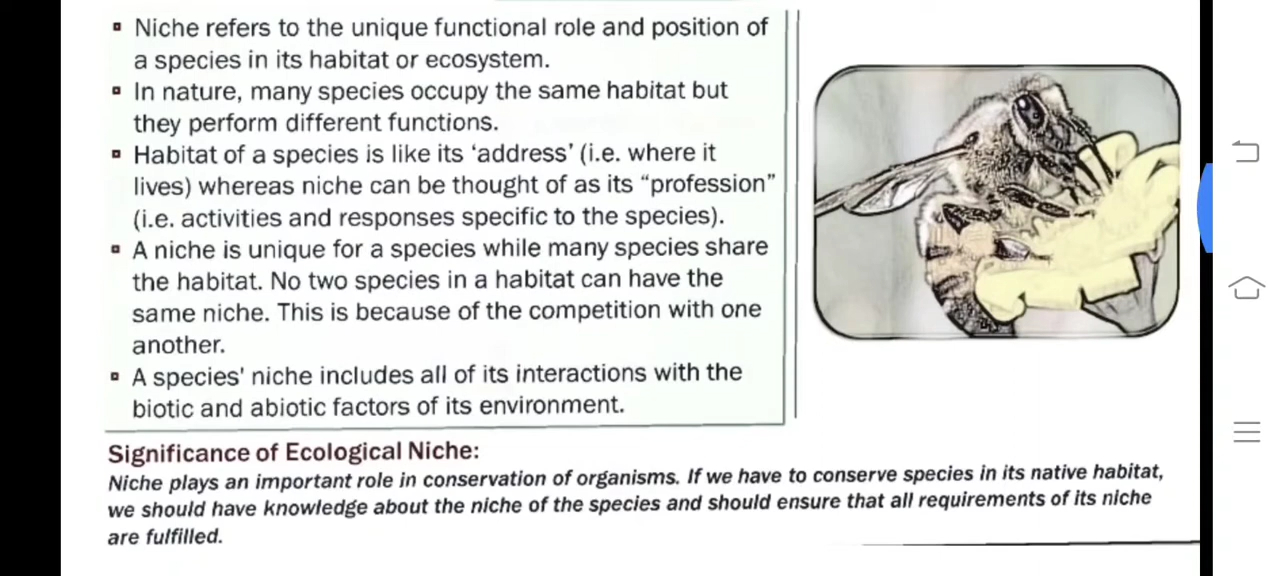 ▫ Niche refers to the unique functional role and position of
a species in its habitat or ecosystem.
▫ In nature, many species occupy the same habitat but
they perform different functions.
▫ Habitat of a species is like its ‘address’ (i.e. where it
lives) whereas niche can be thought of as its “profession”
(i.e. activities and responses specific to the species).
▫ A niche is unique for a species while many species share
the habitat. No two species in a habitat can have the
same niche. This is because of the competition with one
another.
▫ A species' niche includes all of its interactions with the
biotic and abiotic factors of its environment.
Significance of Ecological Niche:
Niche plays an important role in conservation of organisms. If we have to conserve species in its native habitat,
we should have knowledge about the niche of the species and should ensure that all requirements of its niche
are fulfilled.